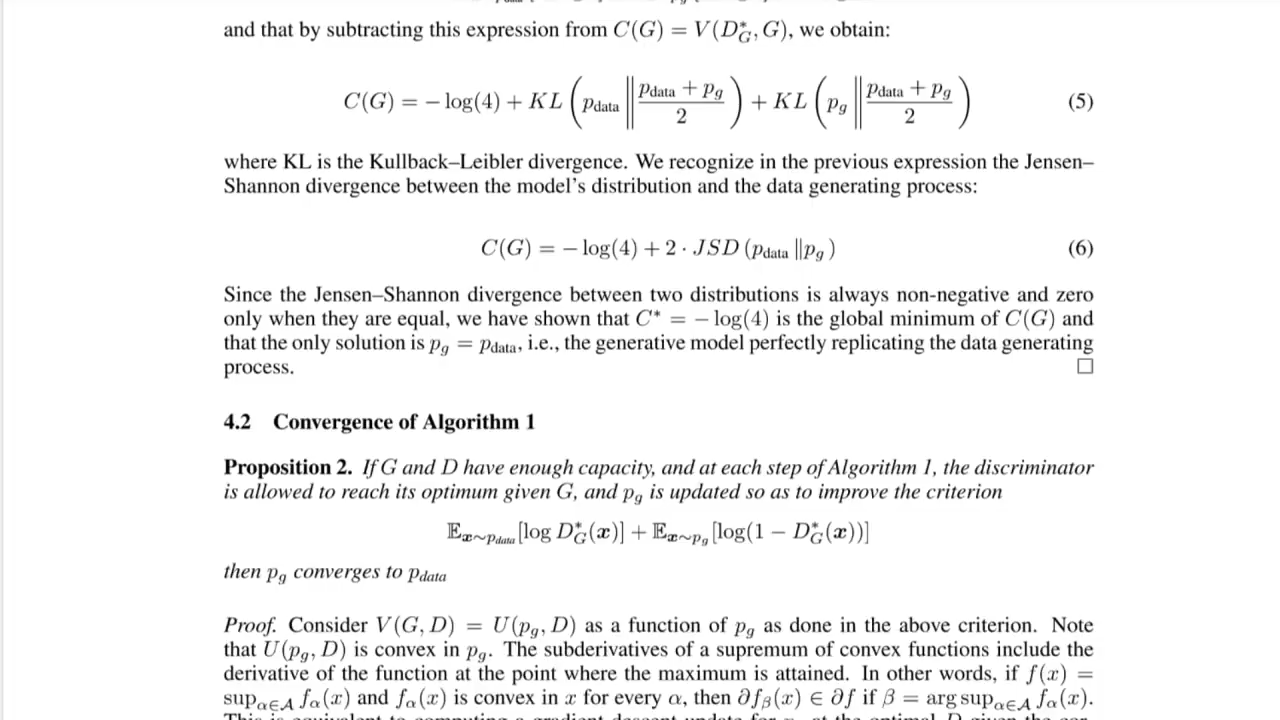 and that by subtracting this expression from C(G) = V(D*_G, G), we obtain:
C(G) = − log(4) + KL ( p_data ‖ (p_data + p_g)/2 ) + KL ( p_g ‖ (p_data + p_g)/2 ) (5)
where KL is the Kullback–Leibler divergence. We recognize in the previous expression the Jensen–
Shannon divergence between the model's distribution and the data generating process:
C(G) = − log(4) + 2 · JSD (p_data ‖p_g ) (6)
Since the Jensen–Shannon divergence between two distributions is always non-negative and zero
only when they are equal, we have shown that C* = − log(4) is the global minimum of C(G) and
that the only solution is p_g = p_data, i.e., the generative model perfectly replicating the data generating
process. □
4.2 Convergence of Algorithm 1
Proposition 2. If G and D have enough capacity, and at each step of Algorithm 1, the discriminator
is allowed to reach its optimum given G, and p_g is updated so as to improve the criterion
𝔼_x∼p_data [log D*_G(x)] + 𝔼_x∼p_g [log(1 − D*_G(x))]
then p_g converges to p_data
Proof. Consider V(G, D) = U(p_g, D) as a function of p_g as done in the above criterion. Note
that U(p_g, D) is convex in p_g. The subderivatives of a supremum of convex functions include the
derivative of the function at the point where the maximum is attained. In other words, if f(x) =
sup_α∈𝒜 f_α(x) and f_α(x) is convex in x for every α, then ∂f_β(x) ∈ ∂f if β = arg sup_α∈𝒜 f_α(x).